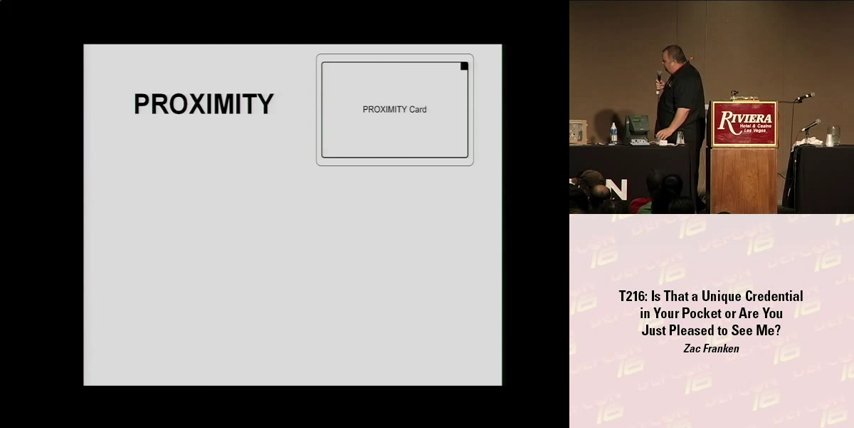 PROXIMITY
PROXIMITY Card
RIVIERA
Hotel & Casino
Las Vegas
N
T216: Is That a Unique Credential
in Your Pocket or Are You
Just Pleased to See Me?
Zac Franken